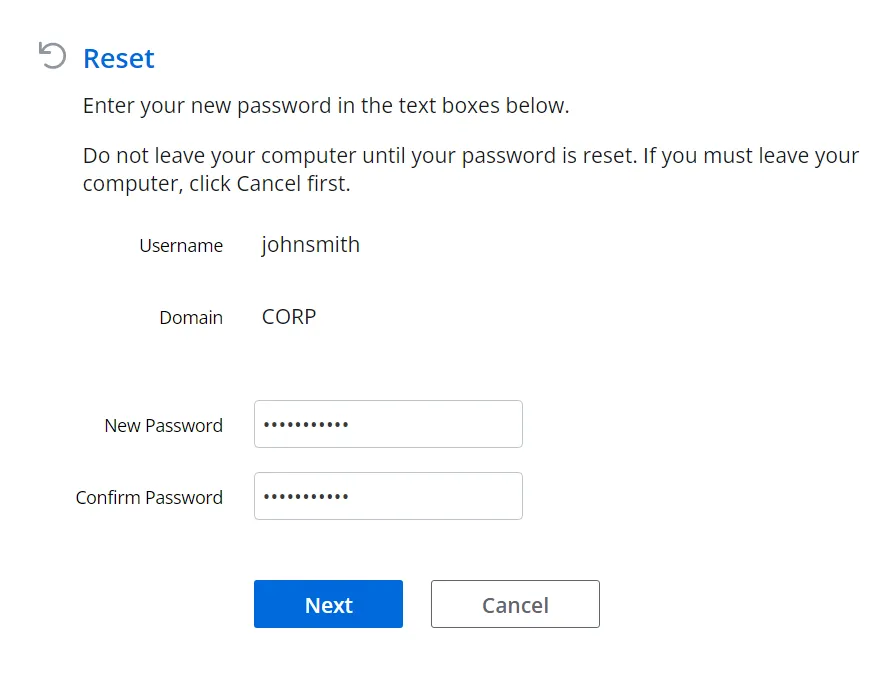 Reset
Enter your new password in the text boxes below.
Do not leave your computer until your password is reset. If you must leave your
computer, click Cancel first.
Username johnsmith
Domain CORP
New Password •••••••••••
Confirm Password •••••••••••
Next Cancel